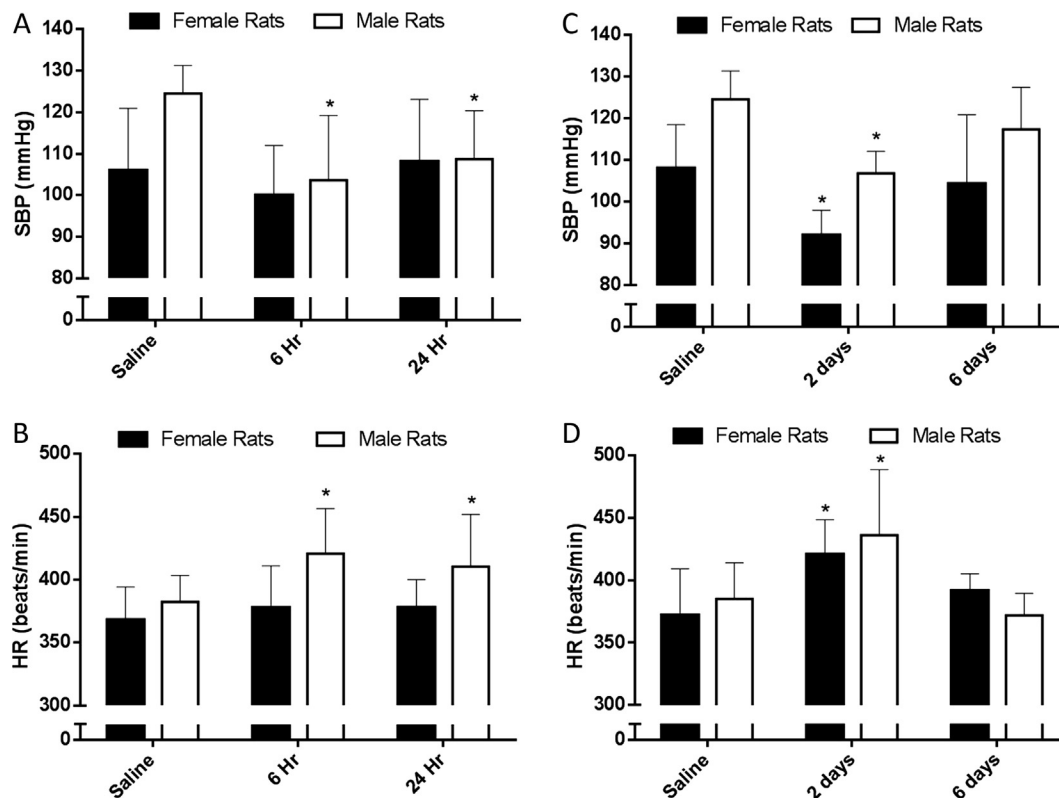 A
Female Rats
Male Rats
SBP (mmHg)
130
120
110
100
90
80
0
*
*
Saline
6 Hr
24 Hr
C
Female Rats
Male Rats
SBP (mmHg)
140
130
120
110
100
90
80
0
*
*
Saline
2 days
6 days
B
Female Rats
Male Rats
HR (beats/min)
500
450
400
350
300
0
*
*
Saline
6 Hr
24 Hr
D
Female Rats
Male Rats
HR (beats/min)
500
450
400
350
300
0
*
*
Saline
2 days
6 days